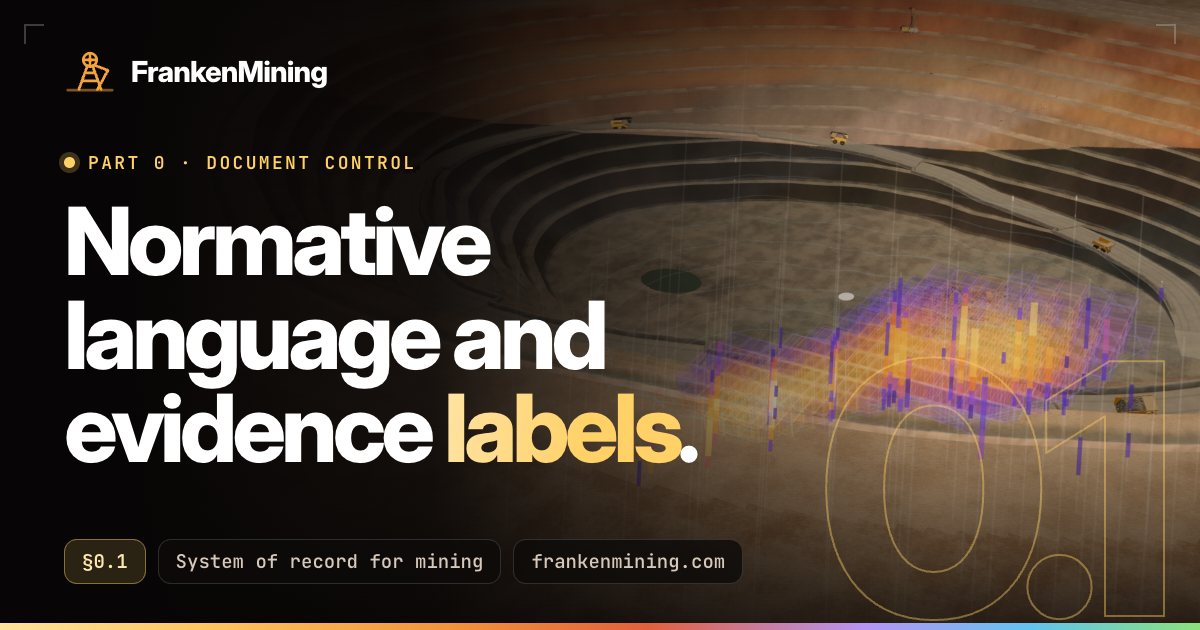 FrankenMining
PART 0 · DOCUMENT CONTROL
Normative
language and
evidence labels.
§0.1
System of record for mining
frankenmining.com
0.1